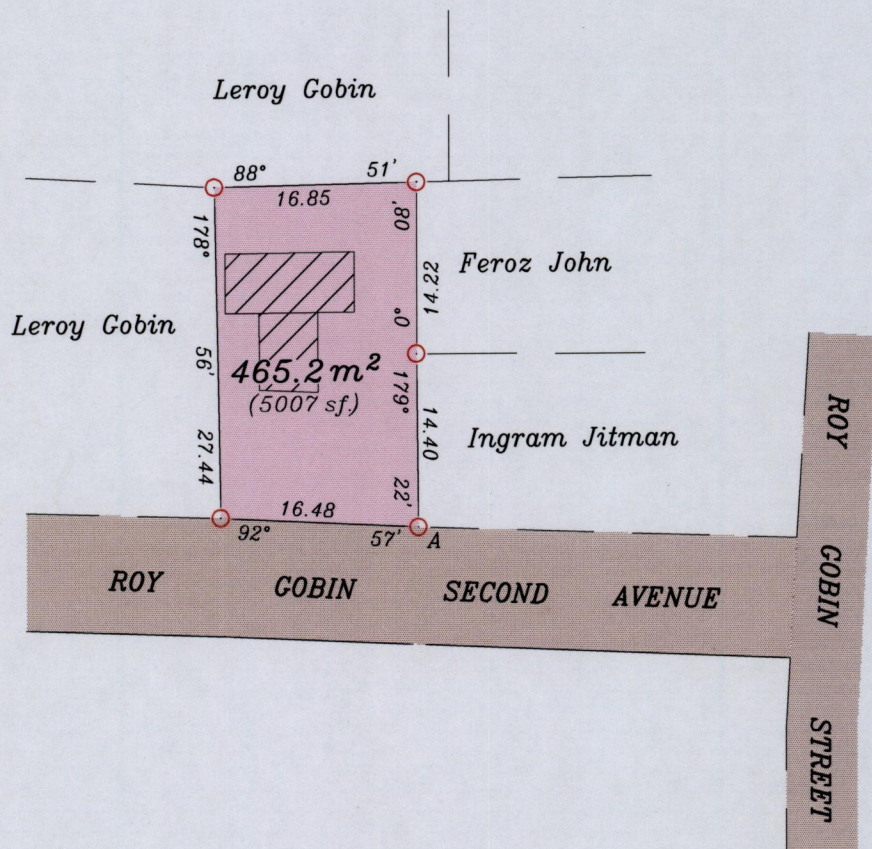 Leroy Gobin
88° 51'
16.85
178° 56' 27.44
0° 08'
14.22
Feroz John
Leroy Gobin
465.2 m²
(5007 sf.)
179° 22'
14.40
Ingram Jitman
16.48
92° 57'
A
ROY GOBIN SECOND AVENUE
ROY GOBIN STREET